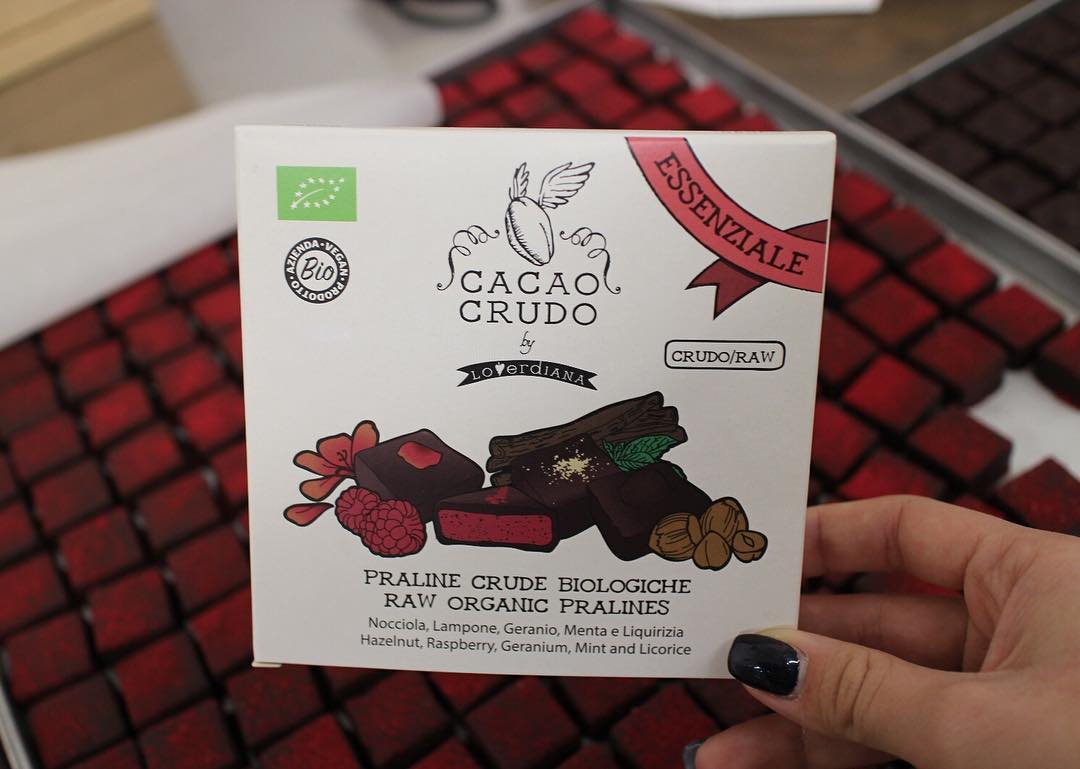 ESSENZIALE
AZIENDA • VEGAN • PRODOTTO •
Bio
CACAO
CRUDO
by
LOVERDIANA
CRUDO/RAW
PRALINE CRUDE BIOLOGICHE
RAW ORGANIC PRALINES
Nocciola, Lampone, Geranio, Menta e Liquirizia
Hazelnut, Raspberry, Geranium, Mint and Licorice